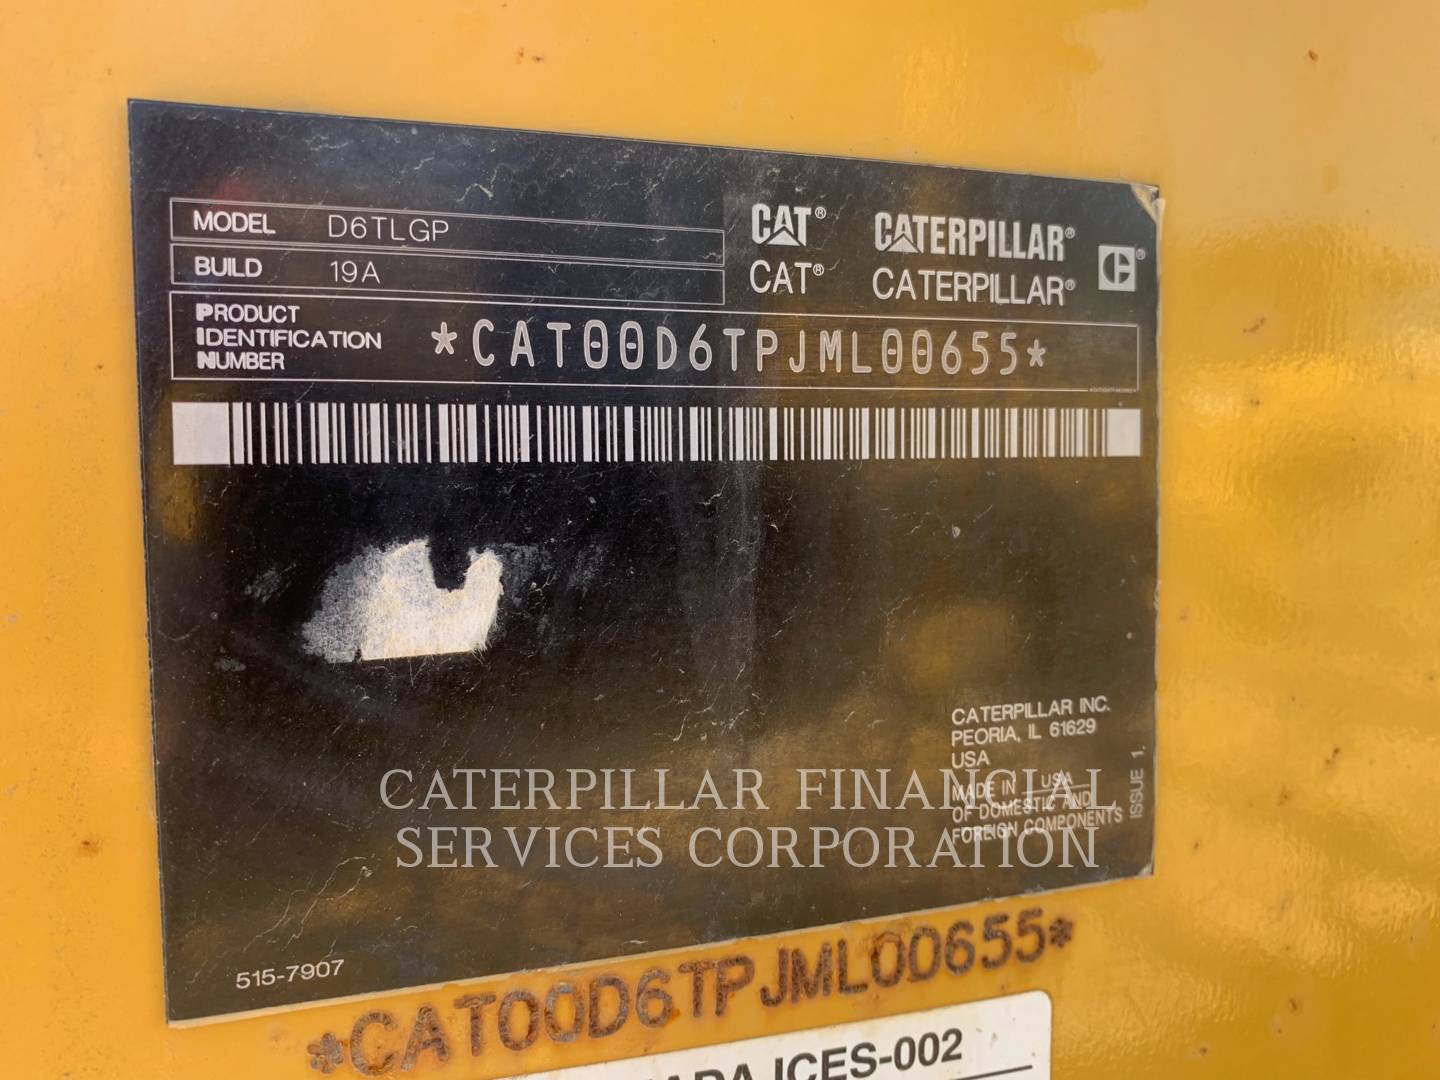 MODEL D6TLGP
BUILD 19A
CAT® CATERPILLAR®
CAT® CATERPILLAR®
PRODUCT
IDENTIFICATION
NUMBER
*CAT00D6TPJML00655*
CATERPILLAR INC.
PEORIA, IL 61629
USA
MADE IN USA
OF DOMESTIC AND
FOREIGN COMPONENTS
ISSUE 1,
CATERPILLAR FINANCIAL
SERVICES CORPORATION
515-7907
*CAT00D6TPJML00655*
ICES-002